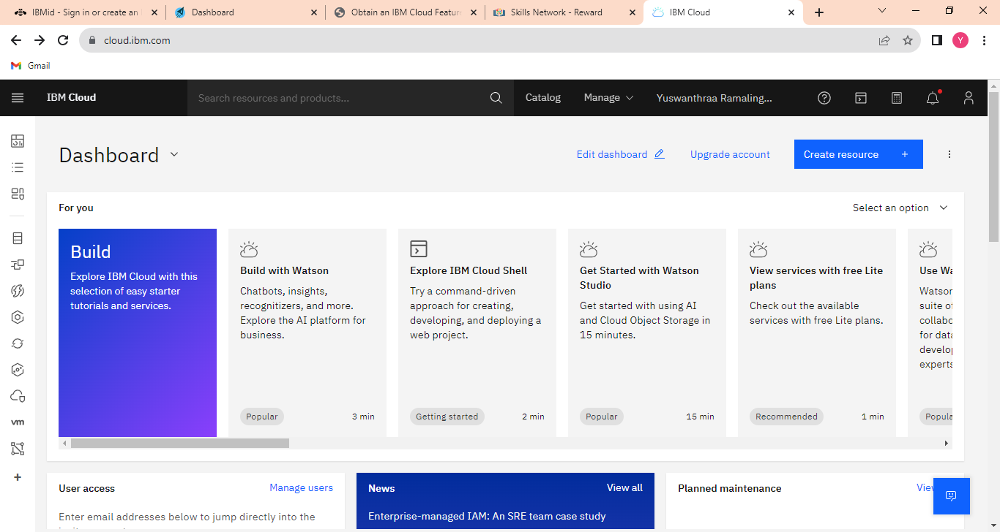 IBMid - Sign in or create an
Dashboard
Obtain an IBM Cloud Featur
Skills Network - Reward
IBM Cloud
cloud.ibm.com
Y
Gmail
IBM Cloud
Search resources and products...
Catalog
Manage
Yuswanthraa Ramaling...
Dashboard
Edit dashboard
Upgrade account
Create resource +
For you
Select an option
Build
Explore IBM Cloud with this
selection of easy starter
tutorials and services.
Build with Watson
Chatbots, insights,
recognitizers, and more.
Explore the AI platform for
business.
Popular
3 min
Explore IBM Cloud Shell
Try a command-driven
approach for creating,
developing, and deploying a
web project.
Getting started
2 min
Get Started with Watson
Studio
Get started with using AI
and Cloud Object Storage in
15 minutes.
Popular
15 min
View services with free Lite
plans
Check out the available
services with free Lite plans.
Recommended
1 min
Use Wa
Watson
suite of
collabo
for data
develop
experts
Popula
vm
User access
Manage users
Enter email addresses below to jump directly into the
News
View all
Enterprise-managed IAM: An SRE team case study
Planned maintenance
View